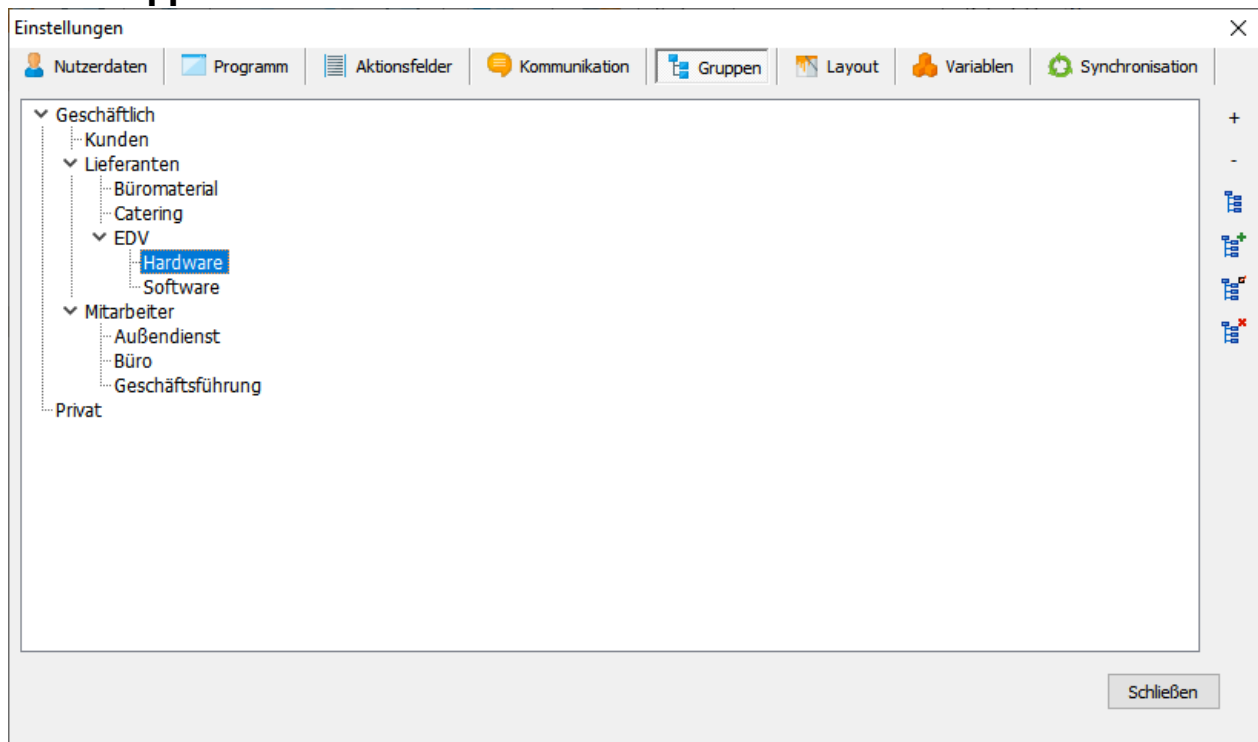 Einstellungen
Nutzerdaten Programm Aktionsfelder Kommunikation Gruppen Layout Variablen Synchronisation
Geschäftlich
Kunden
Lieferanten
Büromaterial
Catering
EDV
Hardware
Software
Mitarbeiter
Außendienst
Büro
Geschäftsführung
Privat
+
-
Schließen